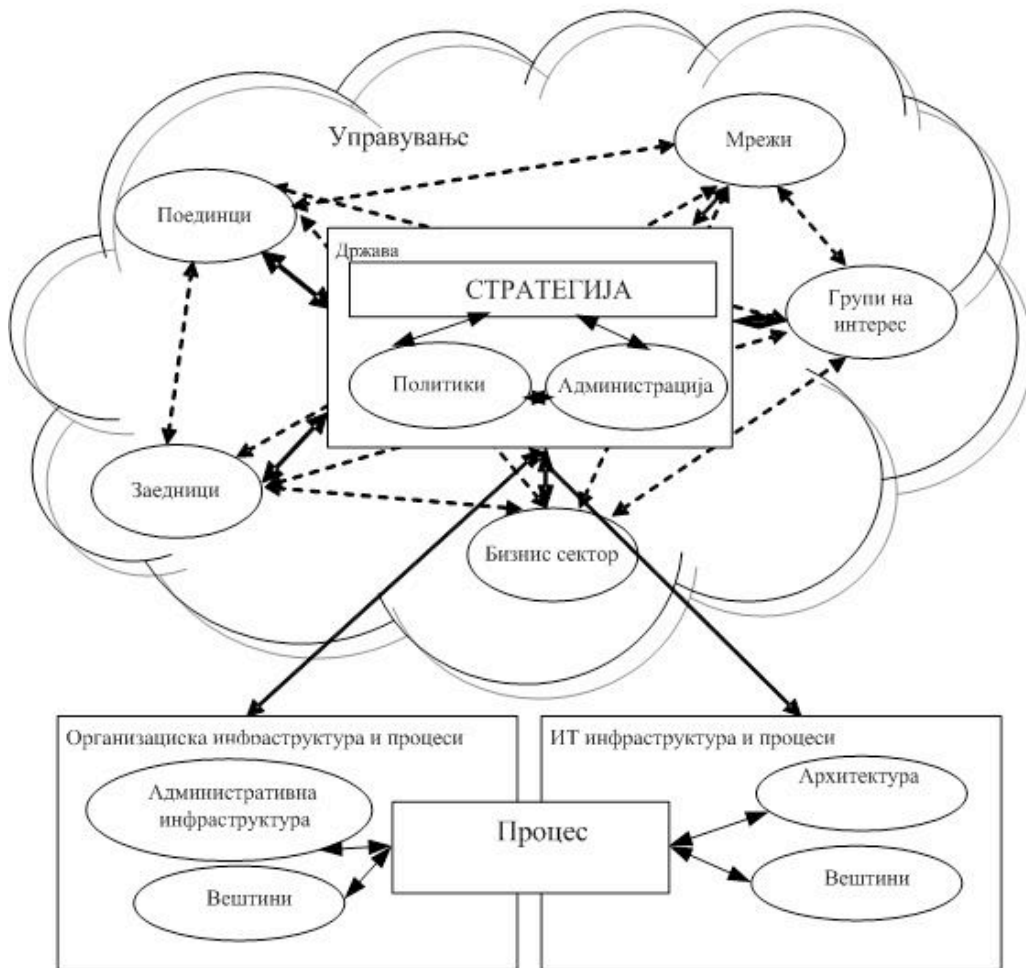 Управување
Мрежи
Поединци
Држава
СТРАТЕГИЈА
Групи на
интерес
Политики
Администрација
Заедници
Бизнис сектор
Организациска инфраструктура и процеси
Административна
инфраструктура
Вештини
Процес
ИТ инфраструктура и процеси
Архитектура
Вештини